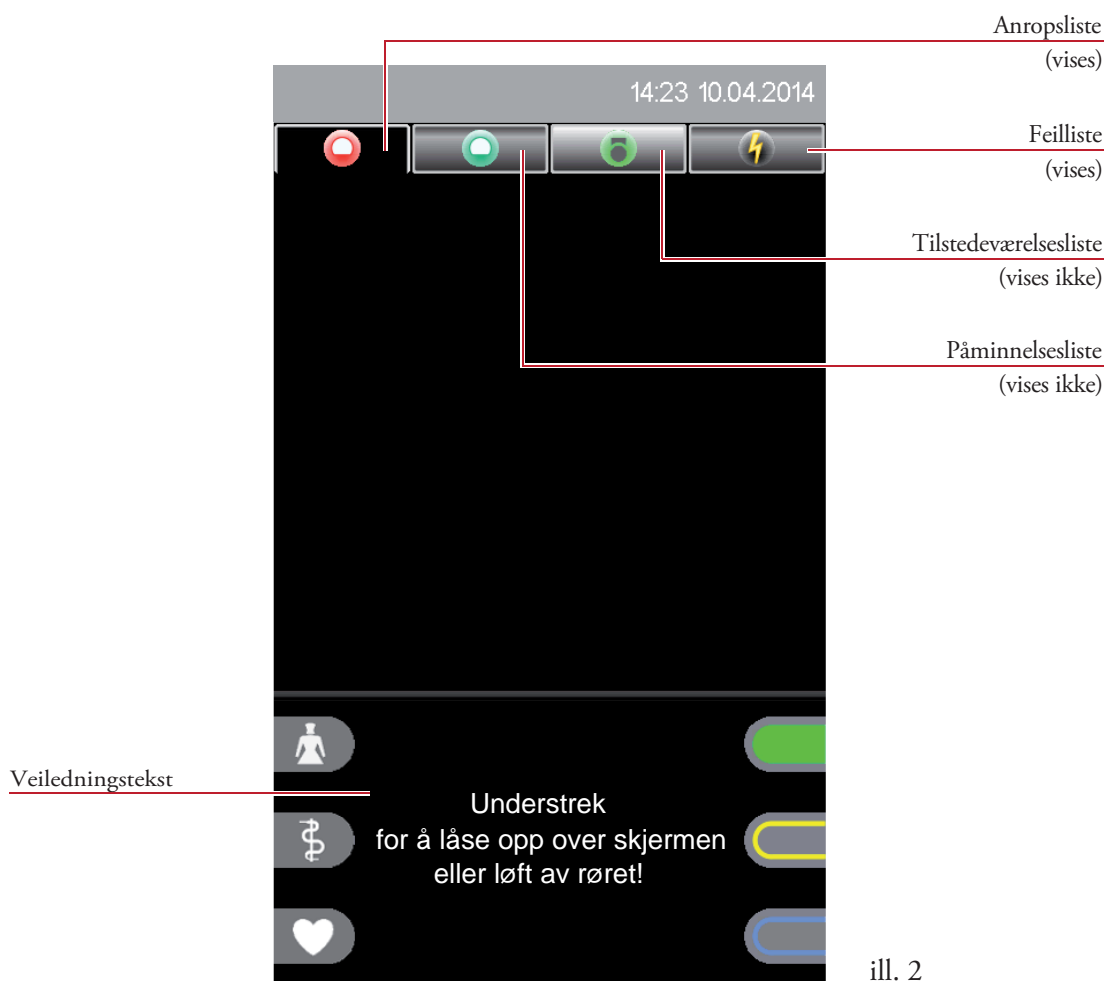 Anropsliste
(vises)
14:23 10.04.2014
Feilliste
(vises)
Tilstedeværelsesliste
(vises ikke)
Påminnelsesliste
(vises ikke)
Veiledningstekst
Understrek
for å låse opp over skjermen
eller løft av røret!
ill. 2